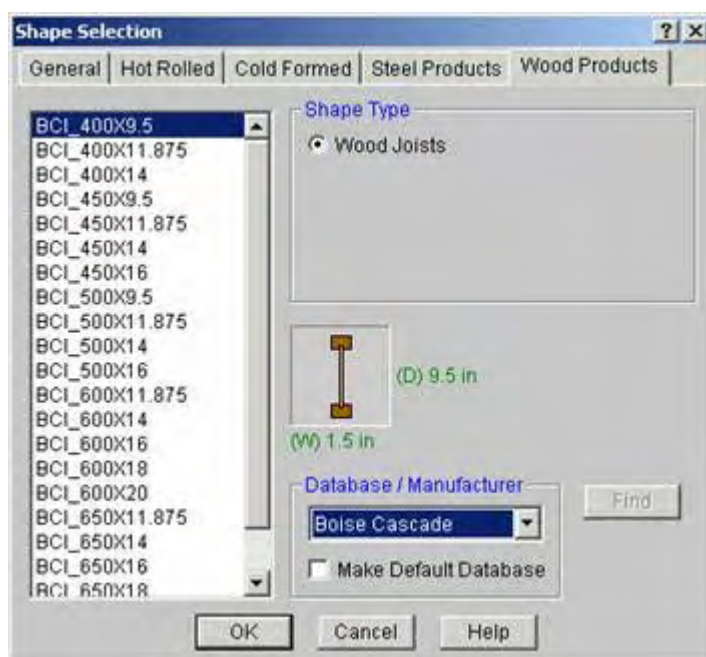 Shape Selection
General Hot Rolled Cold Formed Steel Products Wood Products
BCI_400X9.5
BCI_400X11.875
BCI_400X14
BCI_450X9.5
BCI_450X11.875
BCI_450X14
BCI_450X16
BCI_500X9.5
BCI_500X11.875
BCI_500X14
BCI_500X16
BCI_600X11.875
BCI_600X14
BCI_600X16
BCI_600X18
BCI_600X20
BCI_650X11.875
BCI_650X14
BCI_650X16
BCI_650X18
Shape Type
Wood Joists
(D) 9.5 in
(W) 1.5 in
Database / Manufacturer
Boise Cascade
Make Default Database
Find
OK Cancel Help